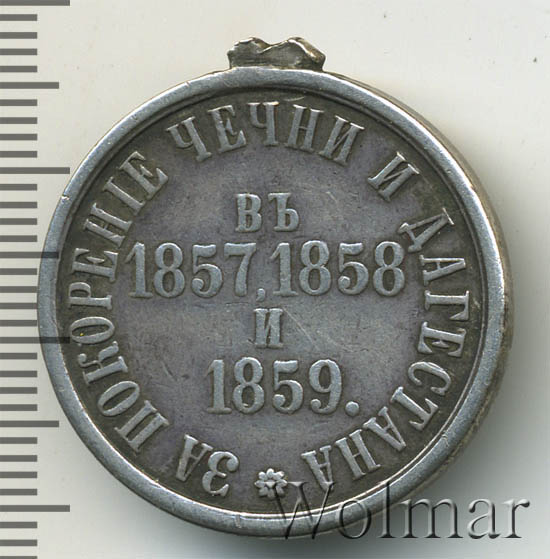 ЗА ПОКОРЕНІЕ ЧЕЧНИ И ДАГЕСТАНА
ВЪ
1857, 1858
И
1859.
Wolmar